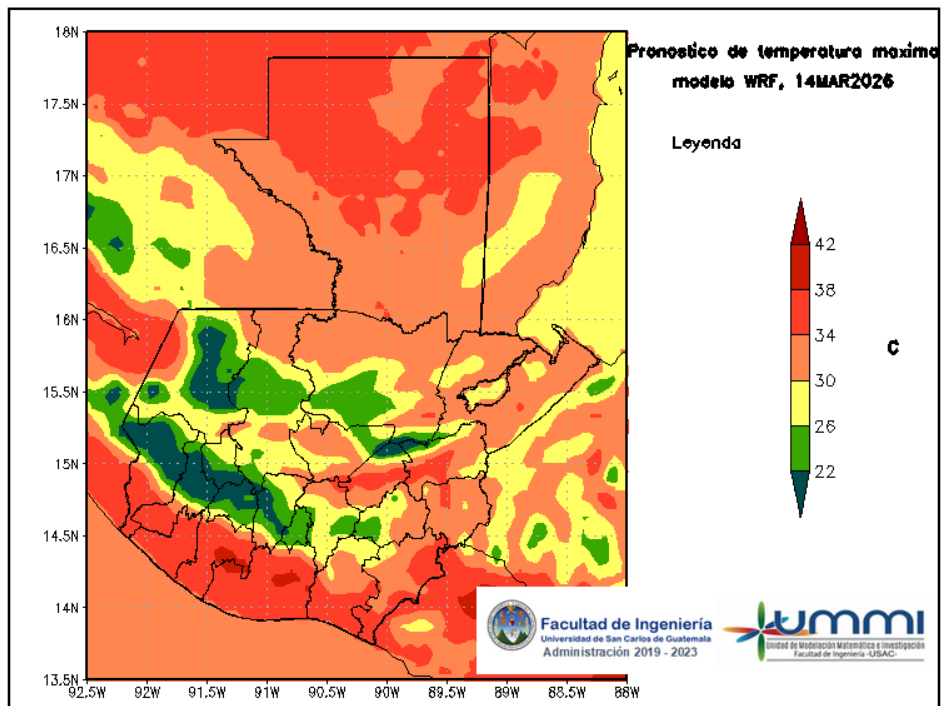 Pronostico de temperatura maxima
modelo WRF, 14MAR2026
Leyenda
42
38
34
30
26
22
C
18N
17.5N
17N
16.5N
16N
15.5N
15N
14.5N
14N
13.5N
92.5W 92W 91.5W 91W 90.5W 90W 89.5W 89W 88.5W 88W
Facultad de Ingeniería
Universidad de San Carlos de Guatemala
Administración 2019 - 2023
UMMI
Unidad de Modelación Matemática e Investigación
Facultad de Ingeniería -USAC-